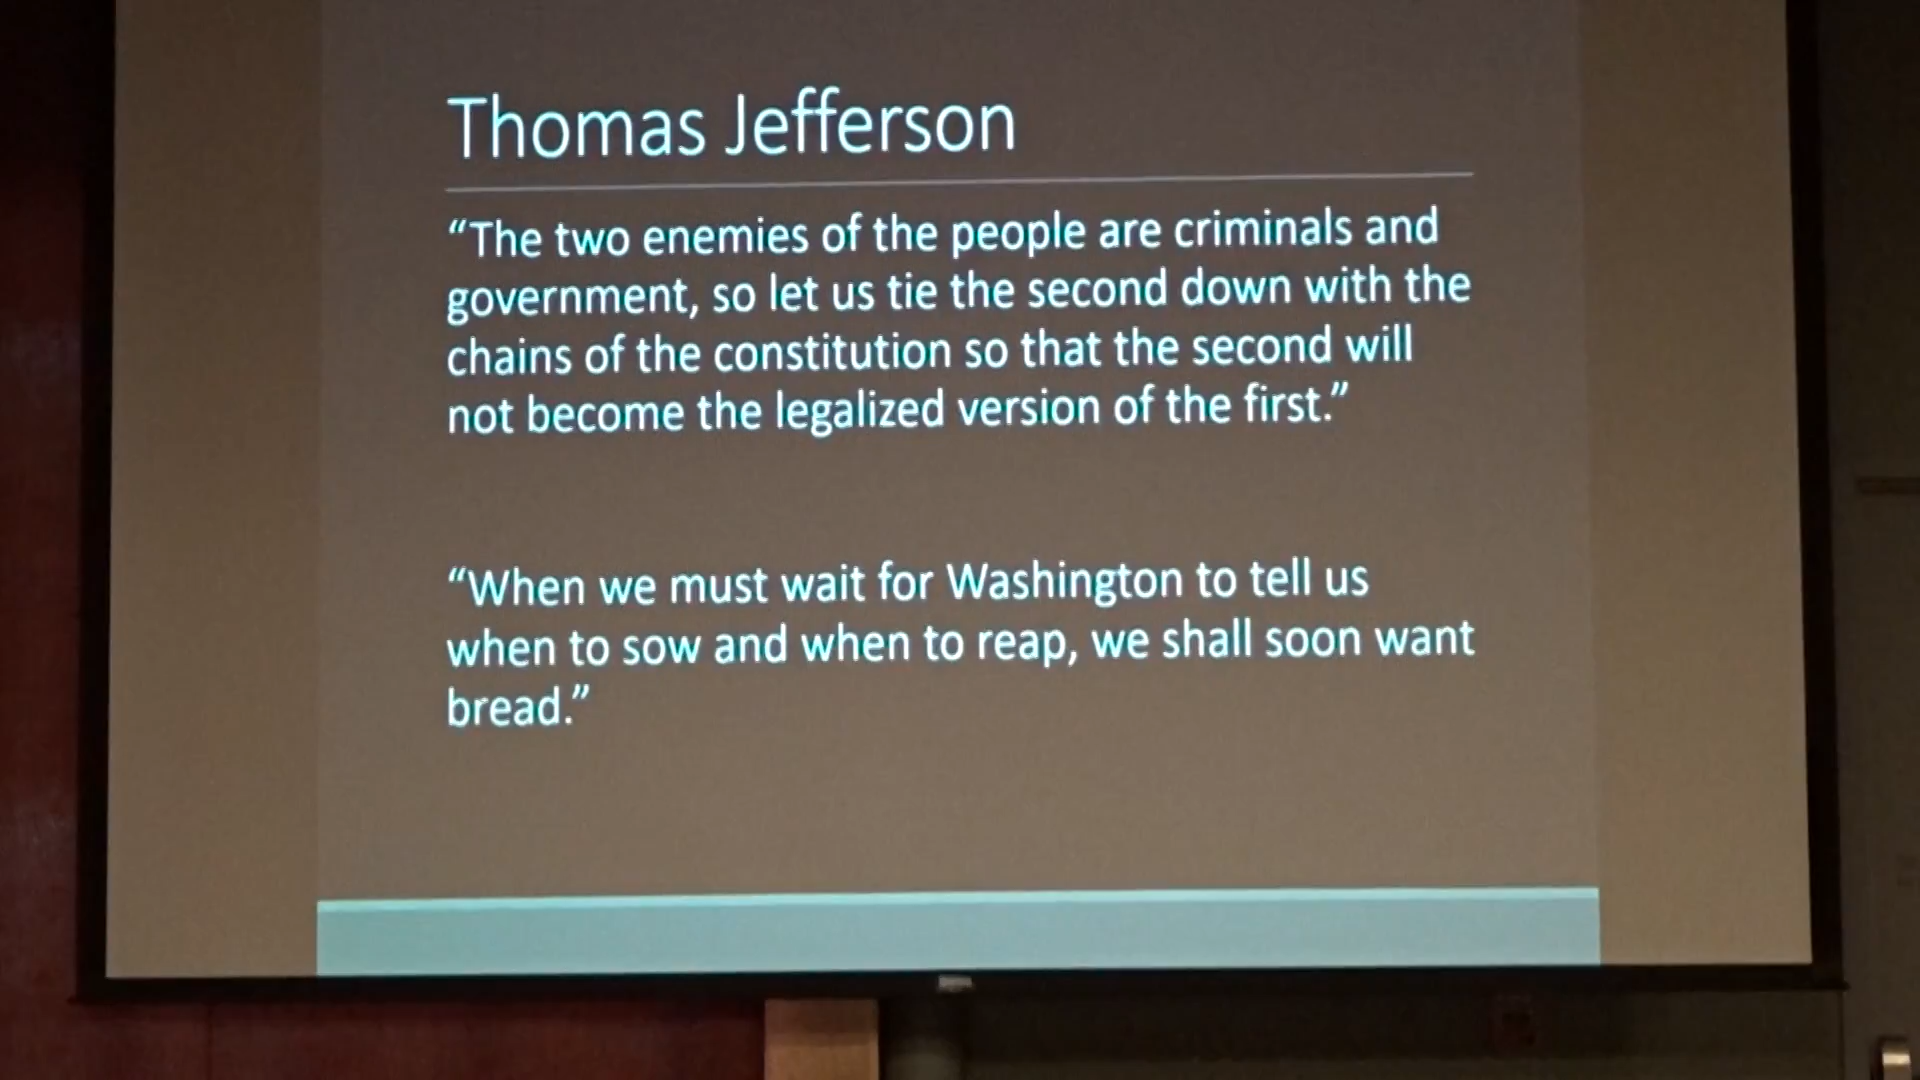 Thomas Jefferson
“The two enemies of the people are criminals and
government, so let us tie the second down with the
chains of the constitution so that the second will
not become the legalized version of the first.”
“When we must wait for Washington to tell us
when to sow and when to reap, we shall soon want
bread.”